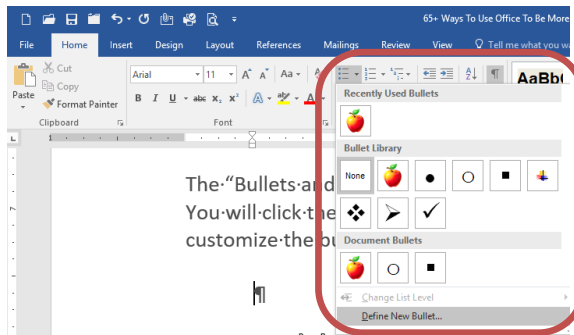 65+ Ways To Use Office To Be More
File Home Insert Design Layout References Mailings Review View Tell me what you wa
Cut
Copy
Paste
Format Painter
Arial 11 A A Aa
B I U abc X₂ X² A ab A
AaBb
Clipboard Font
Recently Used Bullets
Bullet Library
None
Document Bullets
Change List Level
Define New Bullet...
The·“Bullets·and
You·will·click·the
customize·the·bu
¶